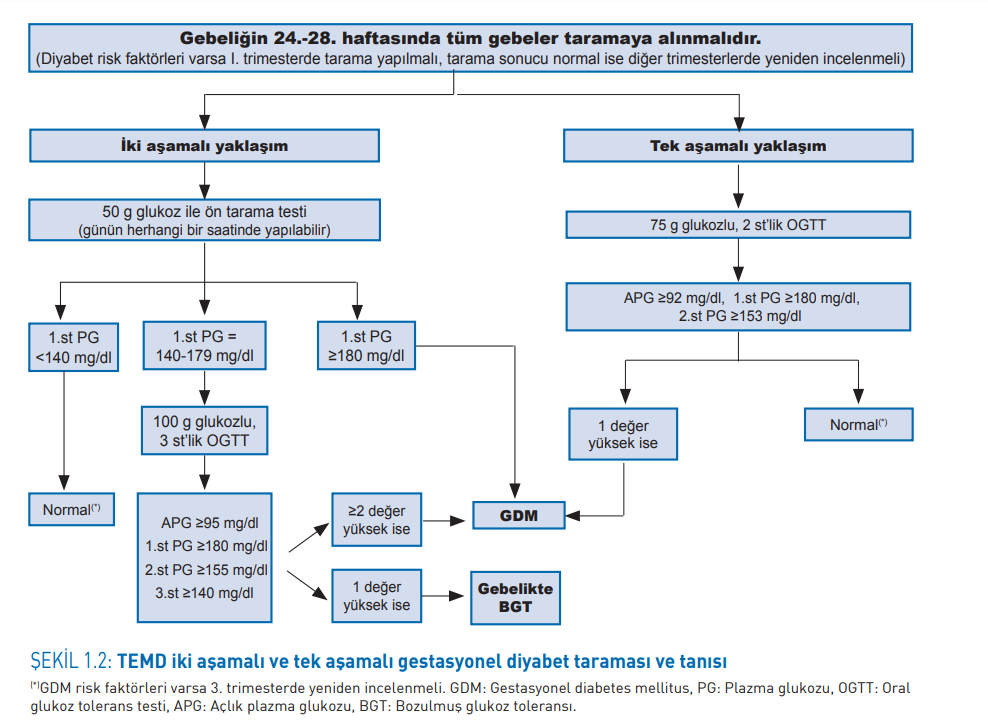 Gebeliğin 24.-28. haftasında tüm gebeler taramaya alınmalıdır.
(Diyabet risk faktörleri varsa I. trimesterde tarama yapılmalı, tarama sonucu normal ise diğer trimesterlerde yeniden incelenmeli)
İki aşamalı yaklaşım
Tek aşamalı yaklaşım
50 g glukoz ile ön tarama testi
(günün herhangi bir saatinde yapılabilir)
75 g glukozlu, 2 st'lik OGTT
APG ≥92 mg/dl, 1.st PG ≥180 mg/dl,
2.st PG ≥153 mg/dl
1.st PG
<140 mg/dl
1.st PG =
140-179 mg/dl
1.st PG
≥180 mg/dl
100 g glukozlu,
3 st'lik OGTT
1 değer
yüksek ise
Normal(*)
Normal(*)
APG ≥95 mg/dl
1.st PG ≥180 mg/dl
2.st PG ≥155 mg/dl
3.st ≥140 mg/dl
≥2 değer
yüksek ise
GDM
1 değer
yüksek ise
Gebelikte
BGT
ŞEKİL 1.2: TEMD iki aşamalı ve tek aşamalı gestasyonel diyabet taraması ve tanısı
(*)GDM risk faktörleri varsa 3. trimesterde yeniden incelenmeli. GDM: Gestasyonel diabetes mellitus, PG: Plazma glukozu, OGTT: Oral
glukoz tolerans testi, APG: Açlık plazma glukozu, BGT: Bozulmuş glukoz toleransı.